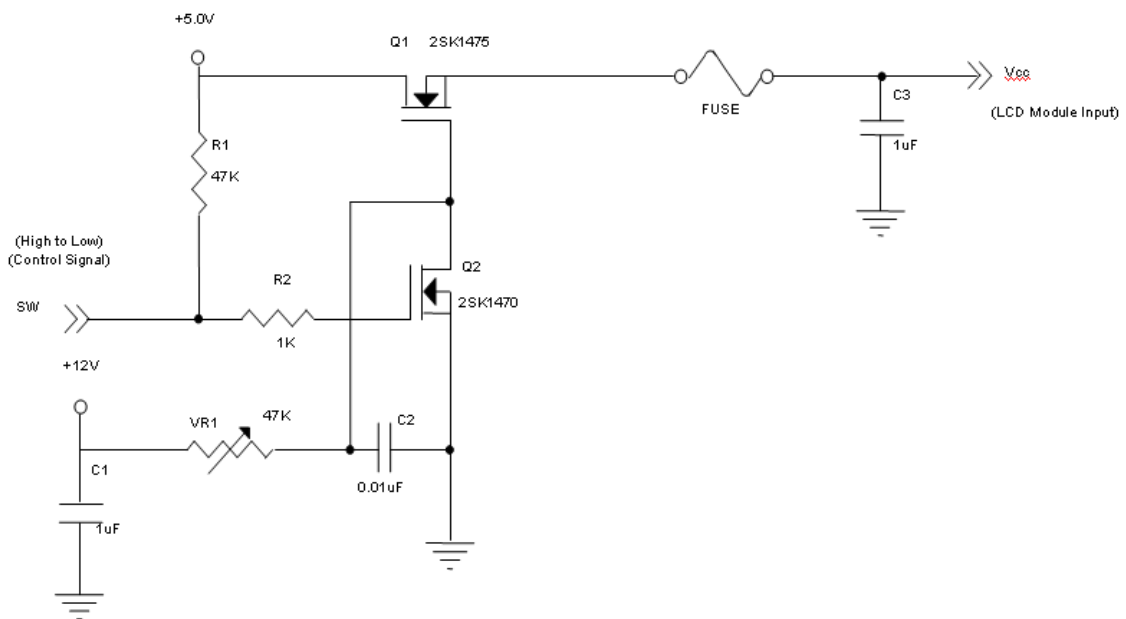 +5.0V
Q1 2SK1475
Vcc
C3
FUSE
(LCD Module Input)
R1
1uF
47K
(High to Low)
(Control Signal)
Q2
R2
SW
2SK1470
1K
+12V
47K
VR1
C2
C1
0.01uF
1uF